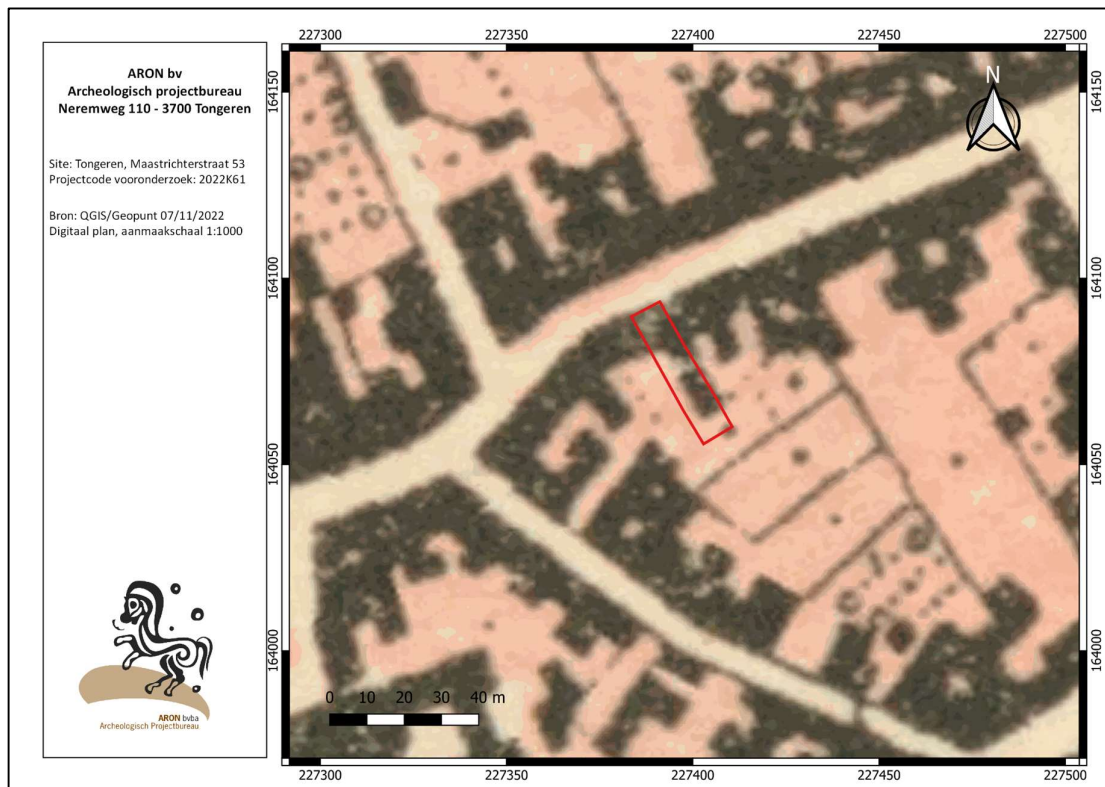 ARON bv
Archeologisch projectbureau
Neremweg 110 - 3700 Tongeren
Site: Tongeren, Maastrichterstraat 53
Projectcode vooronderzoek: 2022K61
Bron: QGIS/Geopunt 07/11/2022
Digitaal plan, aanmaakschaal 1:1000
ARON bvba
Archeologisch Projectbureau
227300 227350 227400 227450 227500
N
164150 164150
164100 164100
164050 164050
164000 164000
0 10 20 30 40 m
227300 227350 227400 227450 227500